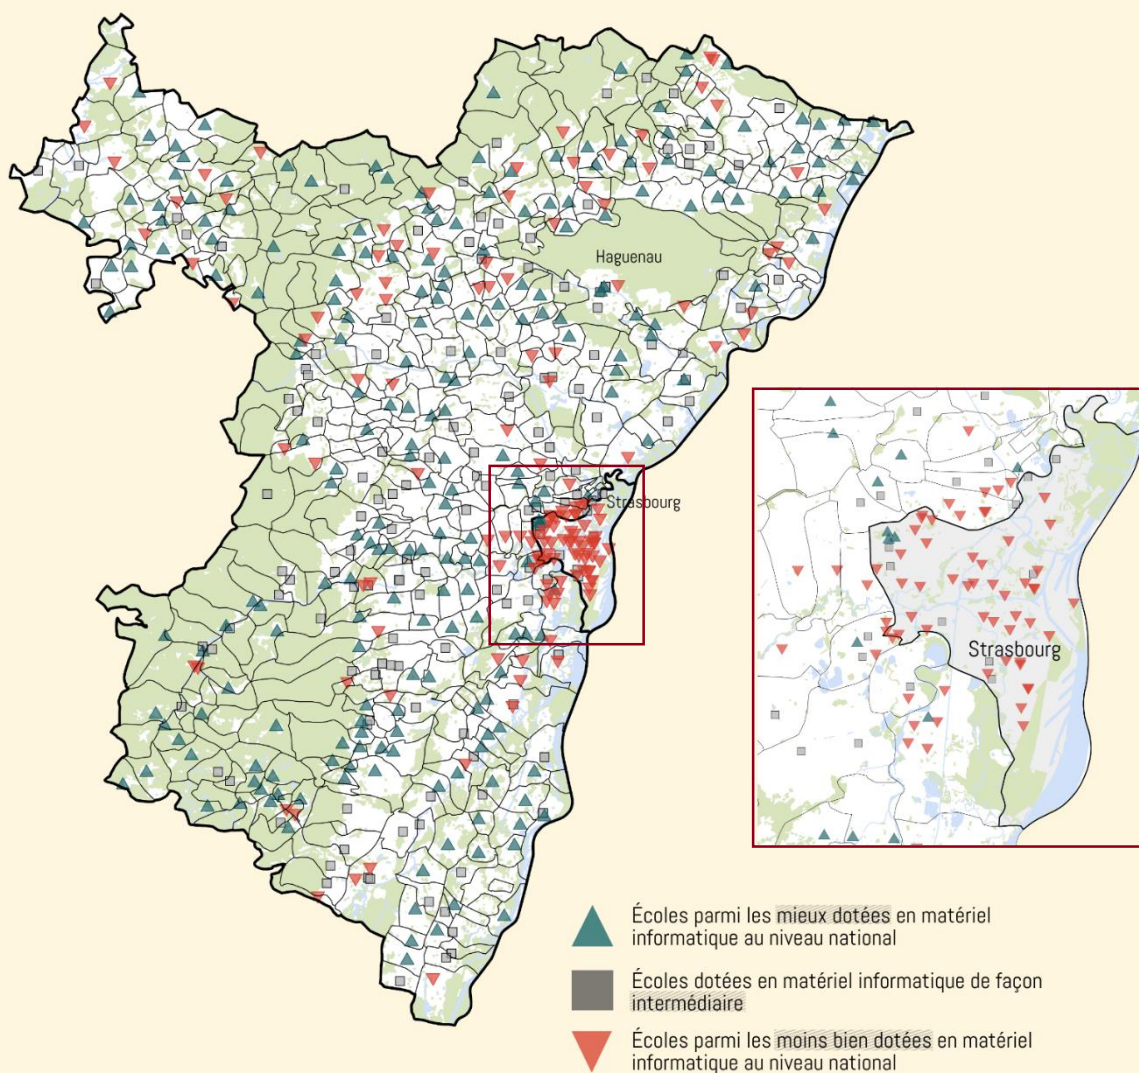 Haguenau
Strasbourg
Strasbourg
Écoles parmi les mieux dotées en matériel
informatique au niveau national
Écoles dotées en matériel informatique de façon
intermédiaire
Écoles parmi les moins bien dotées en matériel
informatique au niveau national